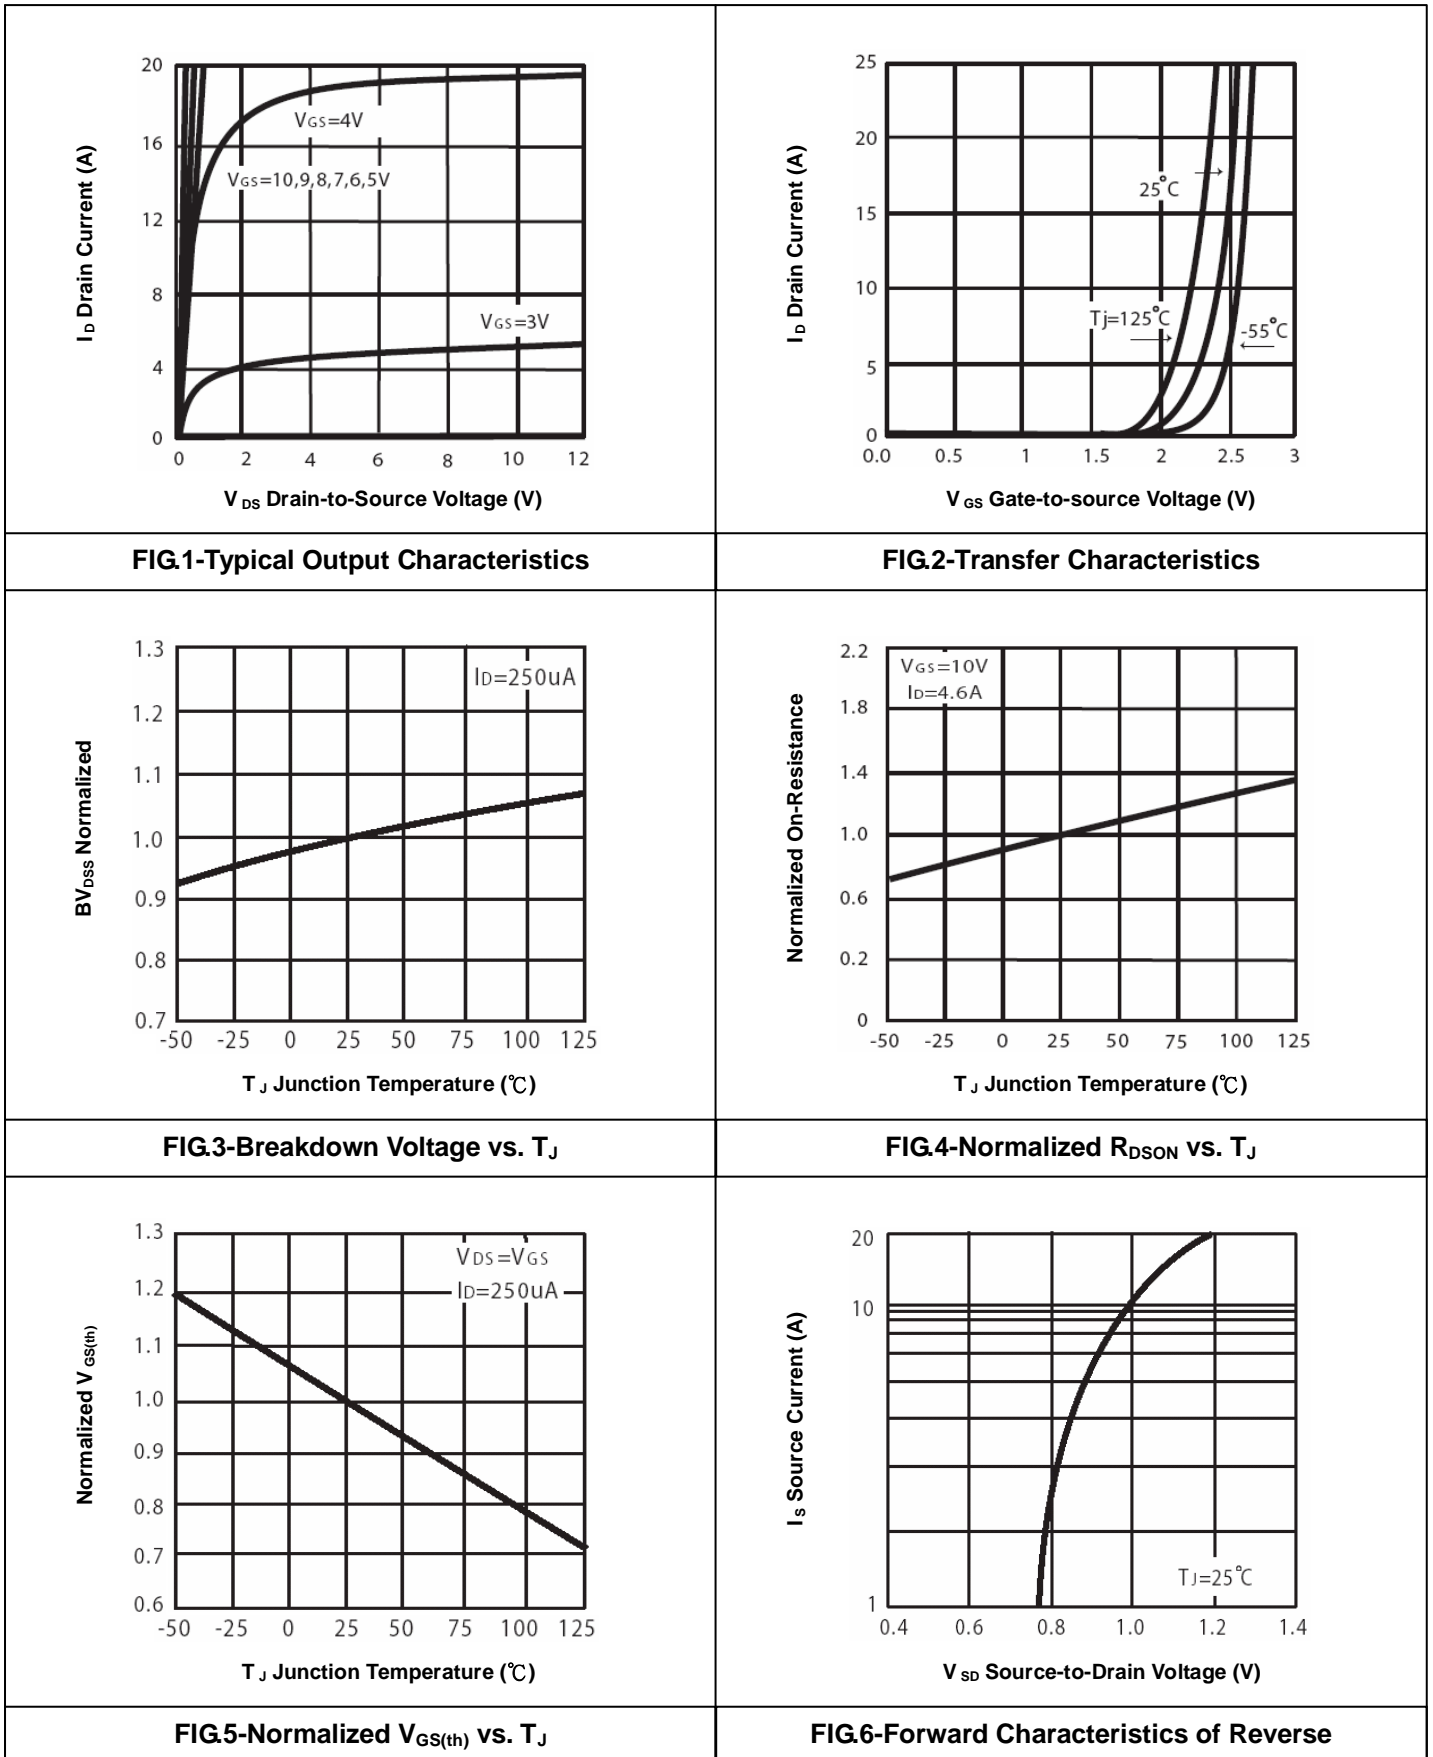 20
16
12
8
4
0
VGS=4V
VGS=10,9,8,7,6,5V
VGS=3V
0 2 4 6 8 10 12
I D Drain Current (A)
V DS Drain-to-Source Voltage (V)
25
20
15
10
5
0
25°C
Tj=125°C
-55°C
0.0 0.5 1 1.5 2 2.5 3
I D Drain Current (A)
V GS Gate-to-source Voltage (V)
FIG.1-Typical Output Characteristics
FIG.2-Transfer Characteristics
1.3
1.2
1.1
1.0
0.9
0.8
0.7
ID=250uA
-50 -25 0 25 50 75 100 125
BVDSS Normalized
T J Junction Temperature (℃)
2.2
1.8
1.4
1.0
0.6
0.2
0
VGS=10V
ID=4.6A
-50 -25 0 25 50 75 100 125
Normalized On-Resistance
T J Junction Temperature (℃)
FIG.3-Breakdown Voltage vs. TJ
FIG.4-Normalized RDSON vs. TJ
1.3
1.2
1.1
1.0
0.9
0.8
0.7
0.6
VDS=VGS
ID=250uA
-50 -25 0 25 50 75 100 125
Normalized V GS(th)
T J Junction Temperature (℃)
20
10
1
TJ=25°C
0.4 0.6 0.8 1.0 1.2 1.4
I S Source Current (A)
V SD Source-to-Drain Voltage (V)
FIG.5-Normalized VGS(th) vs. TJ
FIG.6-Forward Characteristics of Reverse